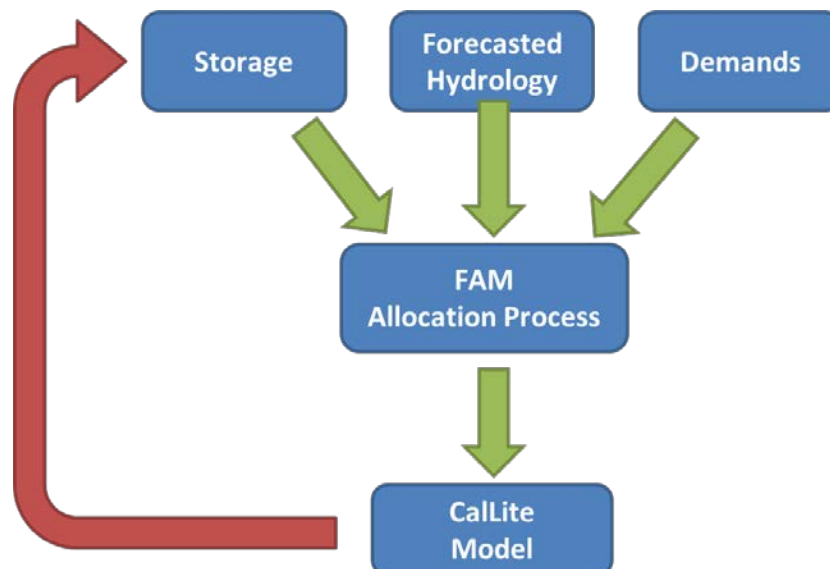 Storage
Forecasted
Hydrology
Demands
FAM
Allocation Process
CalLite
Model